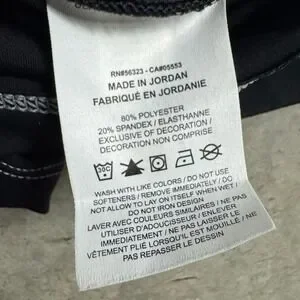 RN#56323 - CA#05553
MADE IN JORDAN
FABRIQUÉ EN JORDANIE
80% POLYESTER
20% SPANDEX / ELASTHANNE
EXCLUSIVE OF DECORATION /
DECORATION NON COMPRISE
30C
WASH WITH LIKE COLORS / DO NOT USE
SOFTENERS / REMOVE IMMEDIATELY / DO
NOT ALLOW TO LAY ON ITSELF WHEN WET /
DO NOT IRON DESIGN
LAVER AVEC COULEURS SIMILAIRES / NE PAS
UTILISER D'ADOUCISSEUR / ENLEVER
IMMÉDIATEMENT / NE PAS LAISSER LE
VÊTEMENT PLIÉ LORSQU'IL EST MOUILLÉ / NE
PAS REPASSER LE DESSIN